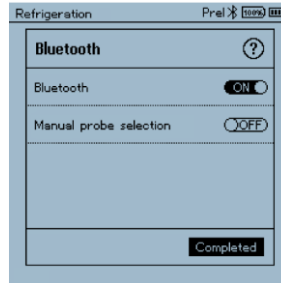 Refrigeration Prel 100%
Bluetooth ?
Bluetooth ON
Manual probe selection OFF
Completed